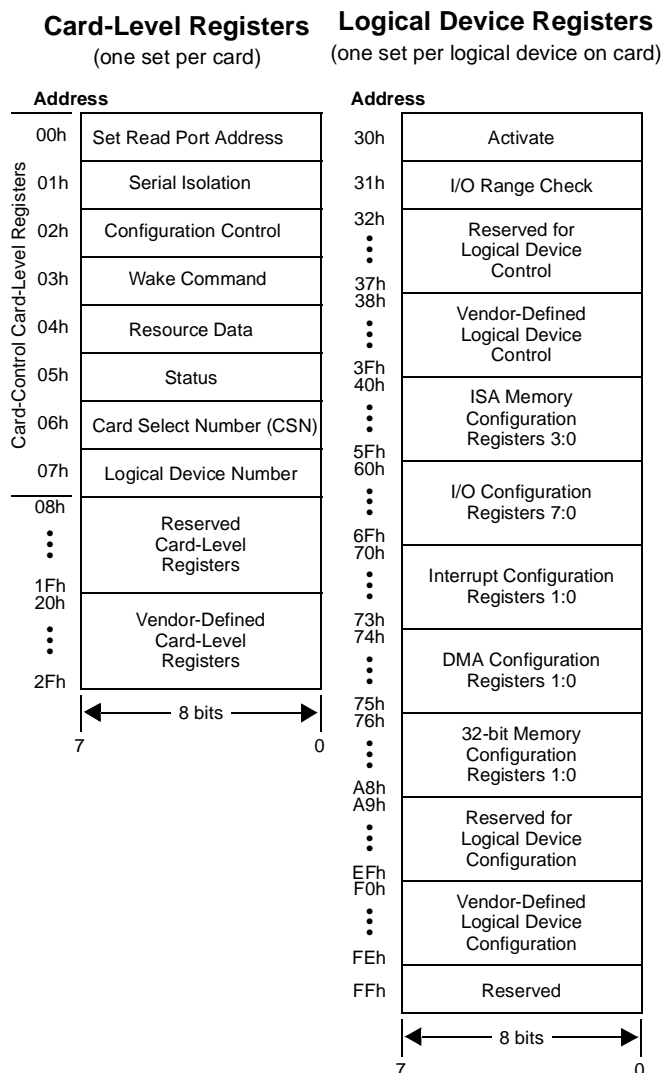 Card-Level Registers
(one set per card)
Address
Card-Control Card-Level Registers
00h
Set Read Port Address
01h
Serial Isolation
02h
Configuration Control
03h
Wake Command
04h
Resource Data
05h
Status
06h
Card Select Number (CSN)
07h
Logical Device Number
08h
Reserved
Card-Level
Registers
1Fh
20h
Vendor-Defined
Card-Level
Registers
2Fh
8 bits
7
0
Logical Device Registers
(one set per logical device on card)
Address
30h
Activate
31h
I/O Range Check
32h
Reserved for
Logical Device
Control
37h
38h
Vendor-Defined
Logical Device
Control
3Fh
40h
ISA Memory
Configuration
Registers 3:0
5Fh
60h
I/O Configuration
Registers 7:0
6Fh
70h
Interrupt Configuration
Registers 1:0
73h
74h
DMA Configuration
Registers 1:0
75h
76h
32-bit Memory
Configuration
Registers 1:0
A8h
A9h
Reserved for
Logical Device
Configuration
EFh
F0h
Vendor-Defined
Logical Device
Configuration
FEh
FFh
Reserved
8 bits
7
0